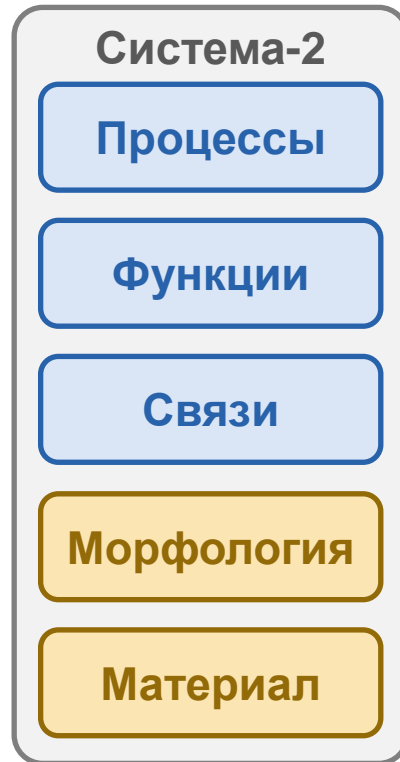 Система-2
Процессы
Функции
Связи
Морфология
Материал